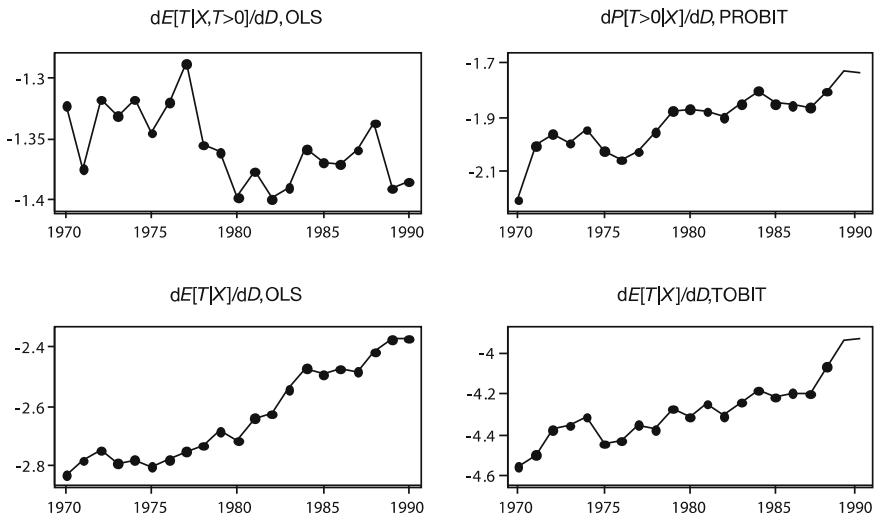 dE[T|X,T>0]/dD, OLS
-1.3
-1.35
-1.4
1970 1975 1980 1985 1990
dP[T>0|X]/dD, PROBIT
-1.7
-1.9
-2.1
1970 1975 1980 1985 1990
dE[T|X]/dD,OLS
-2.4
-2.6
-2.8
1970 1975 1980 1985 1990
dE[T|X]/dD,TOBIT
-4
-4.2
-4.4
-4.6
1970 1975 1980 1985 1990